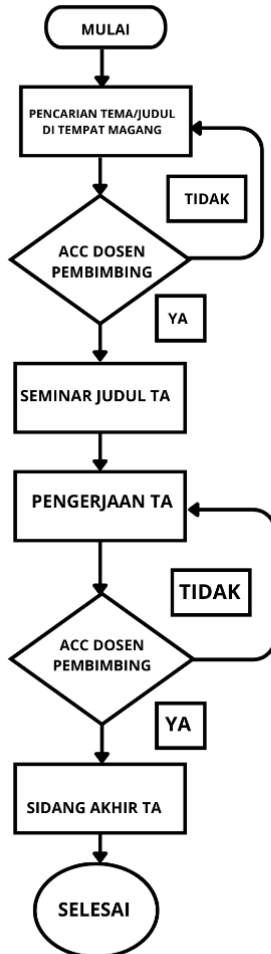 MULAI
PENCARIAN TEMA/JUDUL
DI TEMPAT MAGANG
TIDAK
ACC DOSEN
PEMBIMBING
YA
SEMINAR JUDUL TA
PENGERJAAN TA
TIDAK
ACC DOSEN
PEMBIMBING
YA
SIDANG AKHIR TA
SELESAI